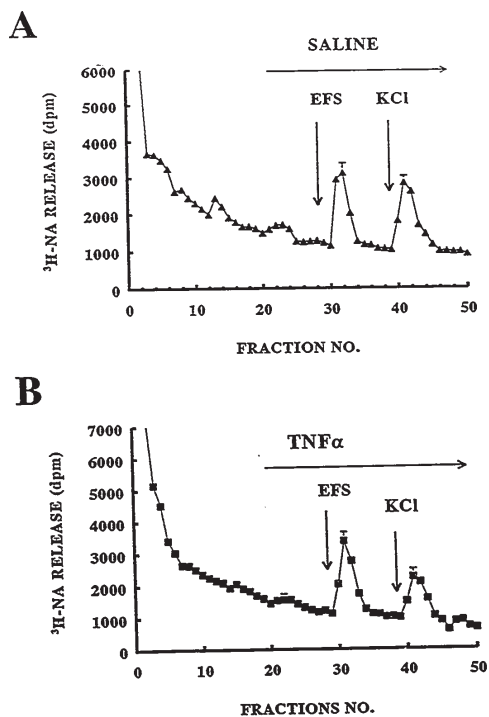 A
SALINE
EFS KCl
6000
5000
4000
3000
2000
1000
0
³H-NA RELEASE (dpm)
0 10 20 30 40 50
FRACTION NO.
B
TNFα
EFS KCl
7000
6000
5000
4000
3000
2000
1000
0
³H-NA RELEASE (dpm)
0 10 20 30 40 50
FRACTIONS NO.